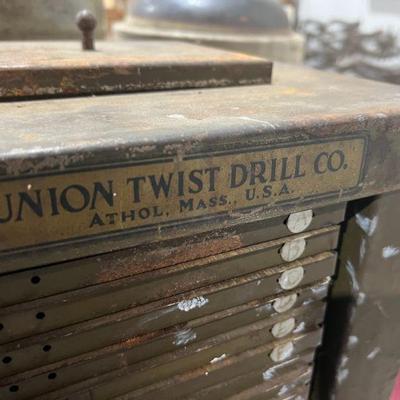 UNION TWIST DRILL CO.
ATHOL, MASS., U.S.A.